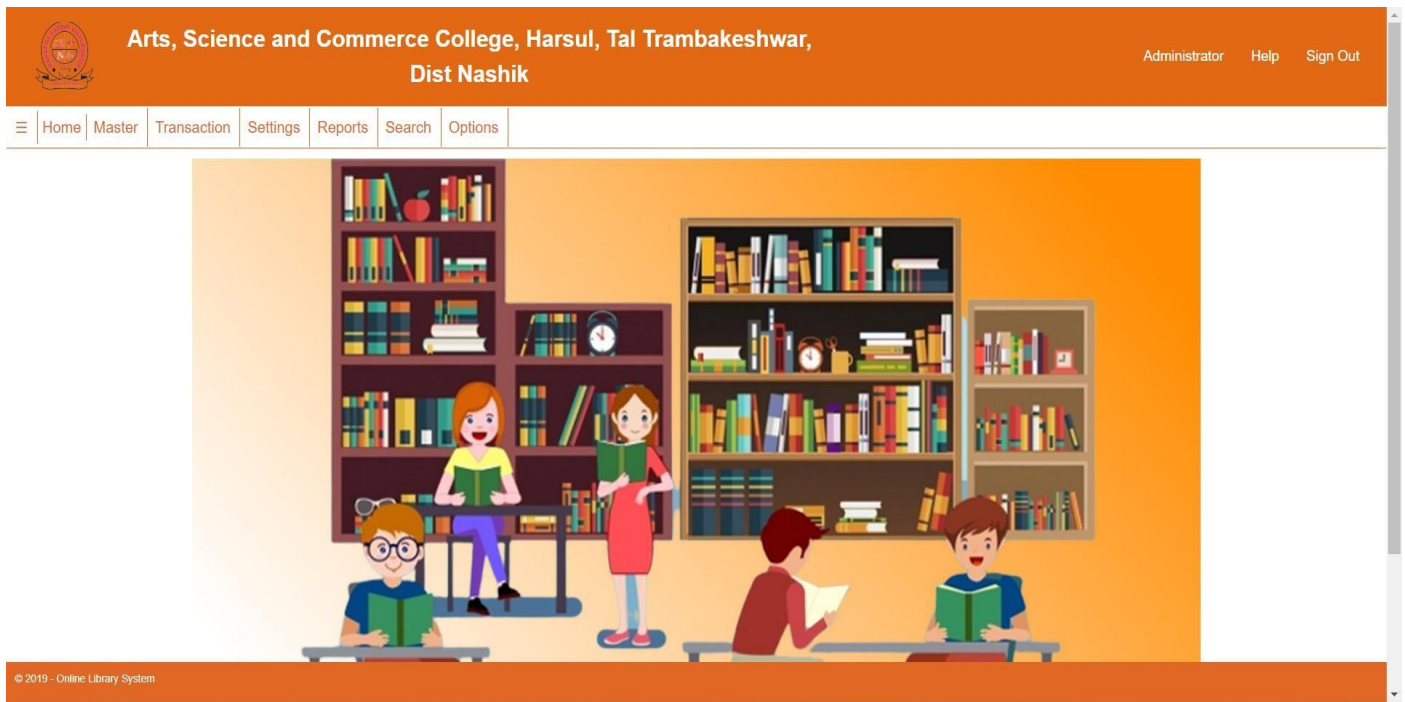 Arts, Science and Commerce College, Harsul, Tal Trambakeshwar,
Dist Nashik
Administrator Help Sign Out
☰ Home Master Transaction Settings Reports Search Options
© 2019 - Online Library System